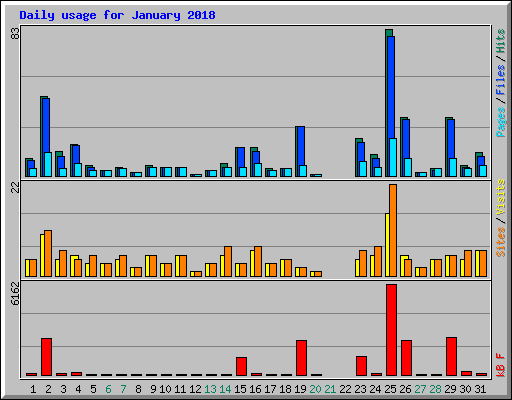 Daily usage for January 2018
83
22
6162
Pages/Files/Hits
Sites/Visits
kB F
1 2 3 4 5 6 7 8 9 10 11 12 13 14 15 16 17 18 19 20 21 22 23 24 25 26 27 28 29 30 31